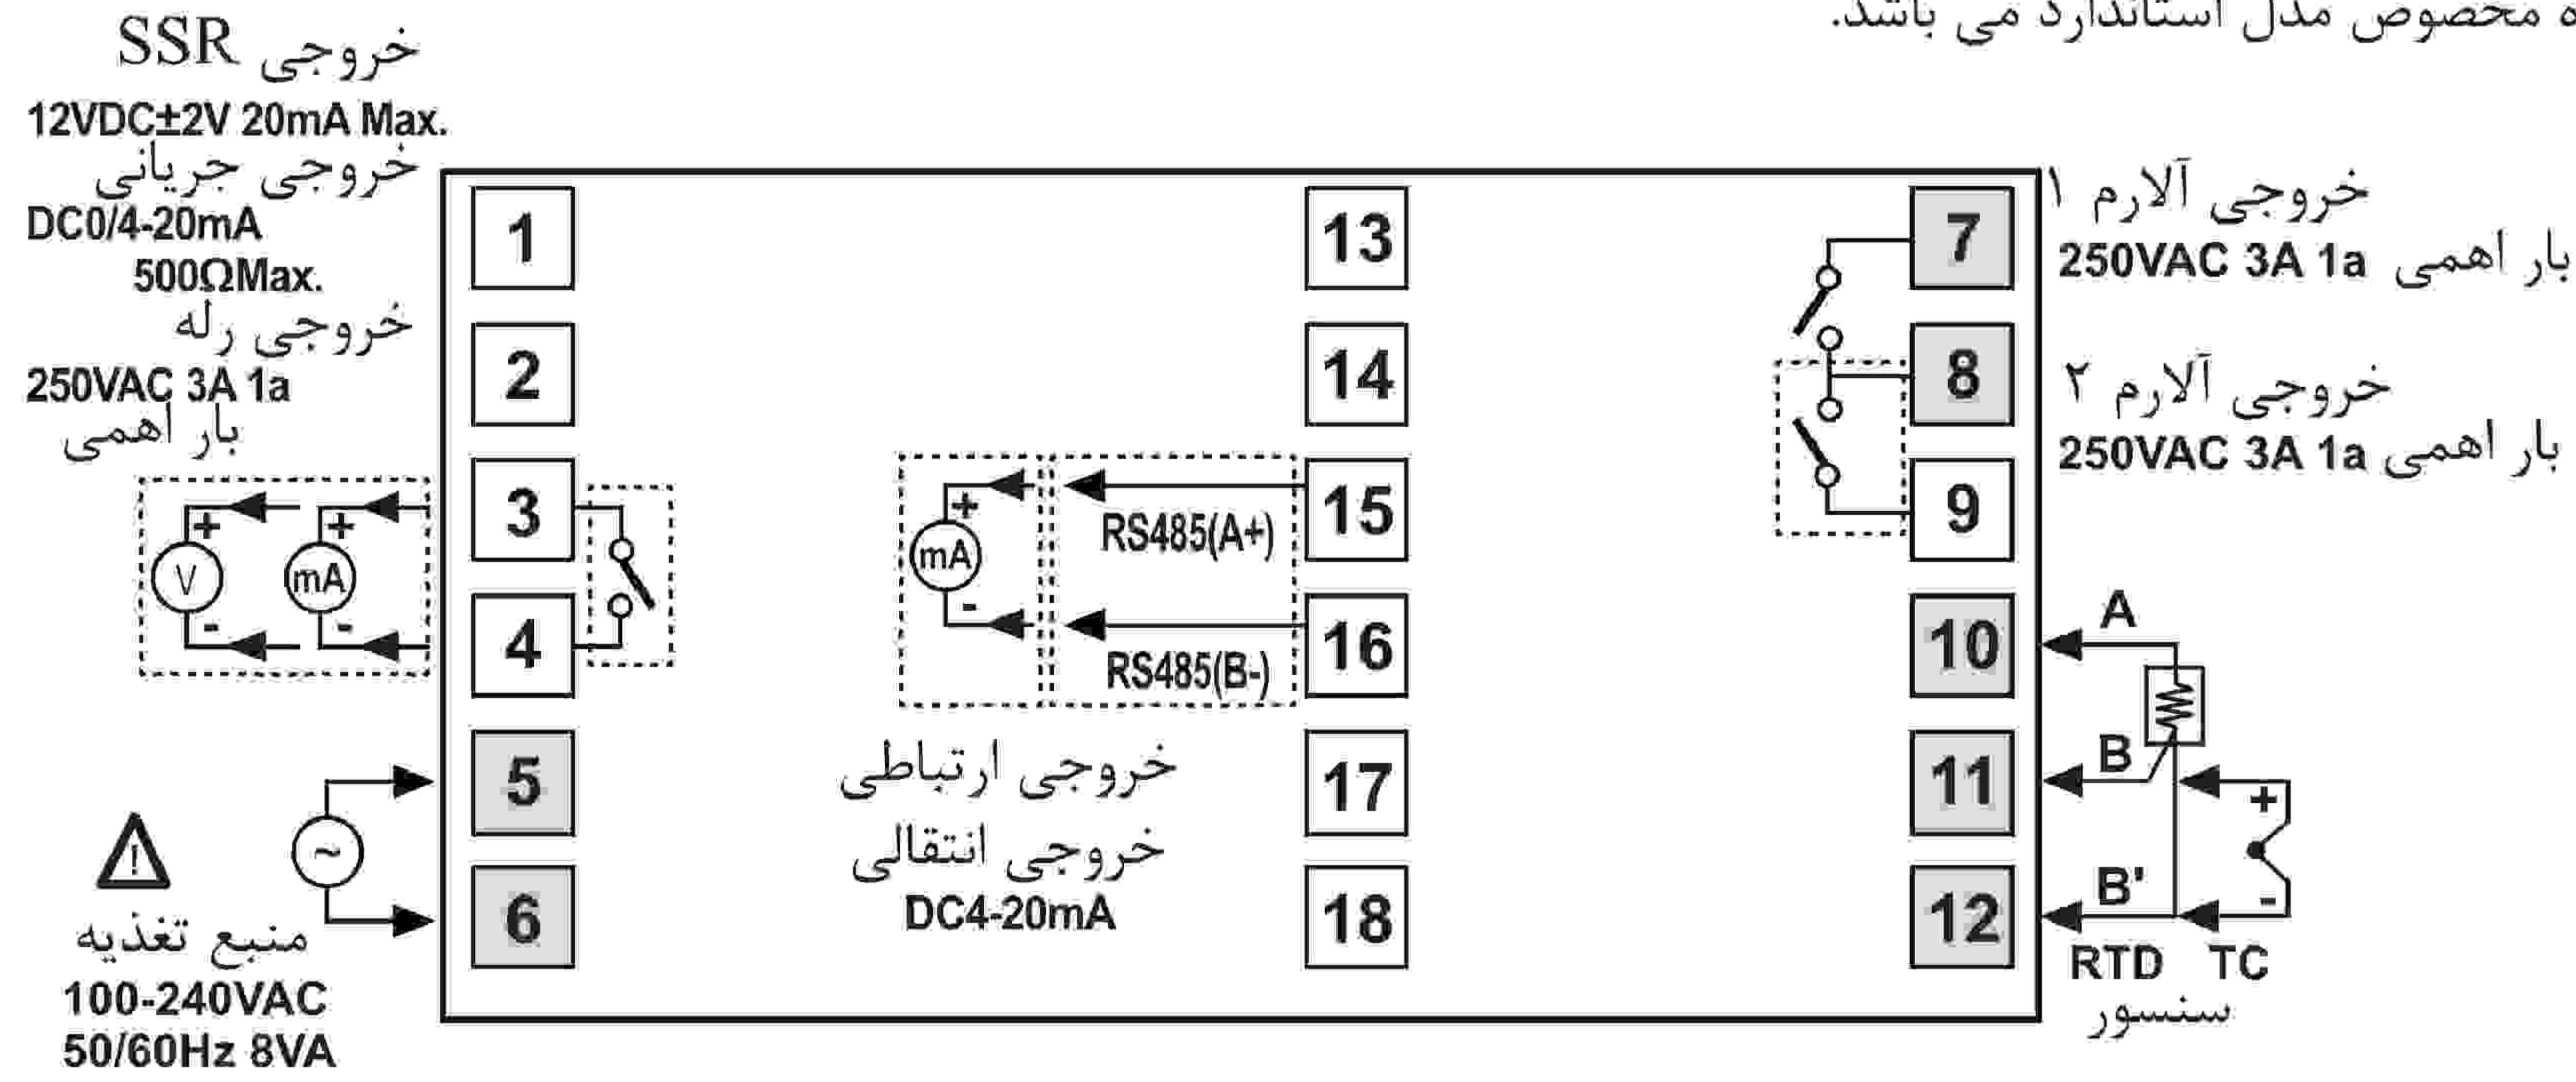 ه مخصوص مدل استاندارد می باشد.
خروجی SSR
12VDC±2V 20mA Max.
خروجی جریانی
DC0/4-20mA
500ΩMax.
خروجی رله
250VAC 3A 1a
بار اهمی
V
+
-
mA
+
-
~
!
منبع تغذیه
100-240VAC
50/60Hz 8VA
1
2
3
4
5
6
mA
+
-
RS485(A+)
RS485(B-)
خروجی ارتباطی
خروجی انتقالی
DC4-20mA
13
14
15
16
17
18
7
8
9
10
11
12
خروجی آلارم ۱
بار اهمی 250VAC 3A 1a
خروجی آلارم ۲
بار اهمی 250VAC 3A 1a
A
B
B'
+
-
RTD TC
سنسور